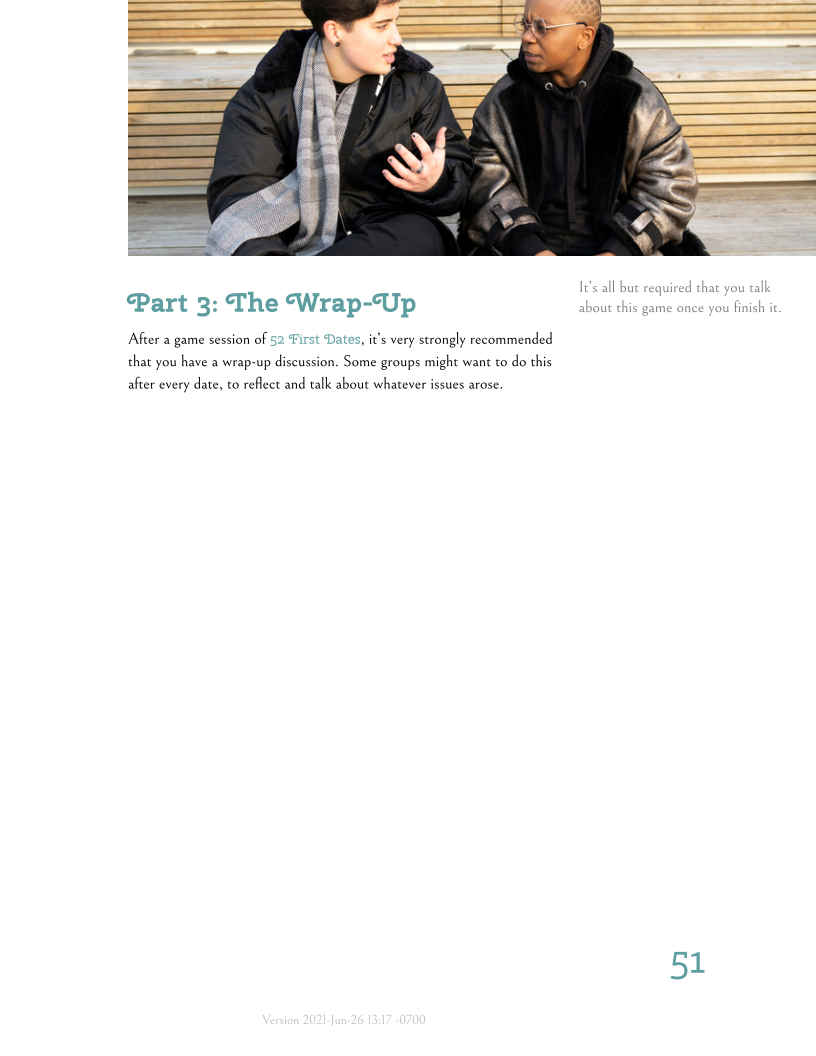 Part 3: The Wrap-Up
After a game session of 52 First Dates, it’s very strongly recommended
that you have a wrap-up discussion. Some groups might want to do this
after every date, to reflect and talk about whatever issues arose.
It’s all but required that you talk
about this game once you finish it.
51
Version 2021-Jun-26 13:17 -0700